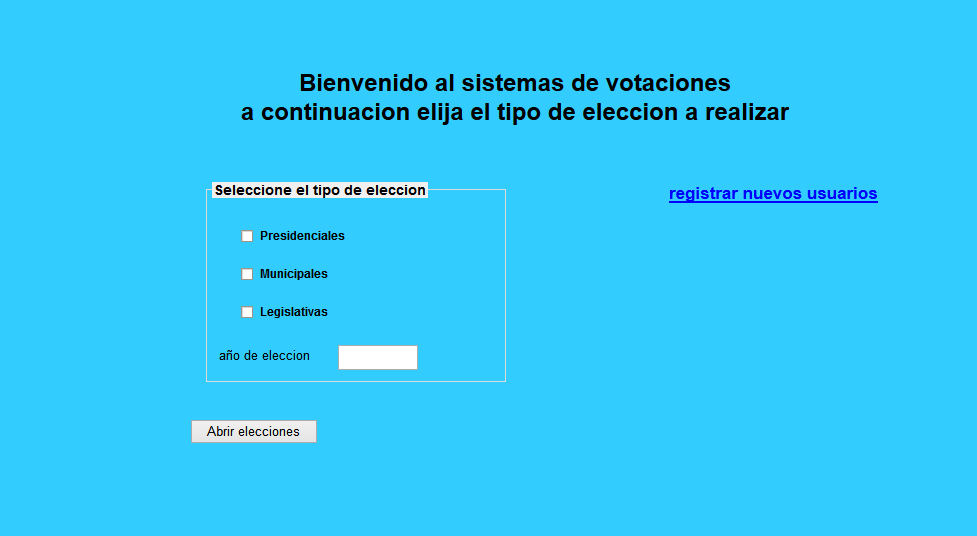 Bienvenido al sistemas de votaciones
a continuacion elija el tipo de eleccion a realizar
Seleccione el tipo de eleccion
registrar nuevos usuarios
Presidenciales
Municipales
Legislativas
año de eleccion
Abrir elecciones